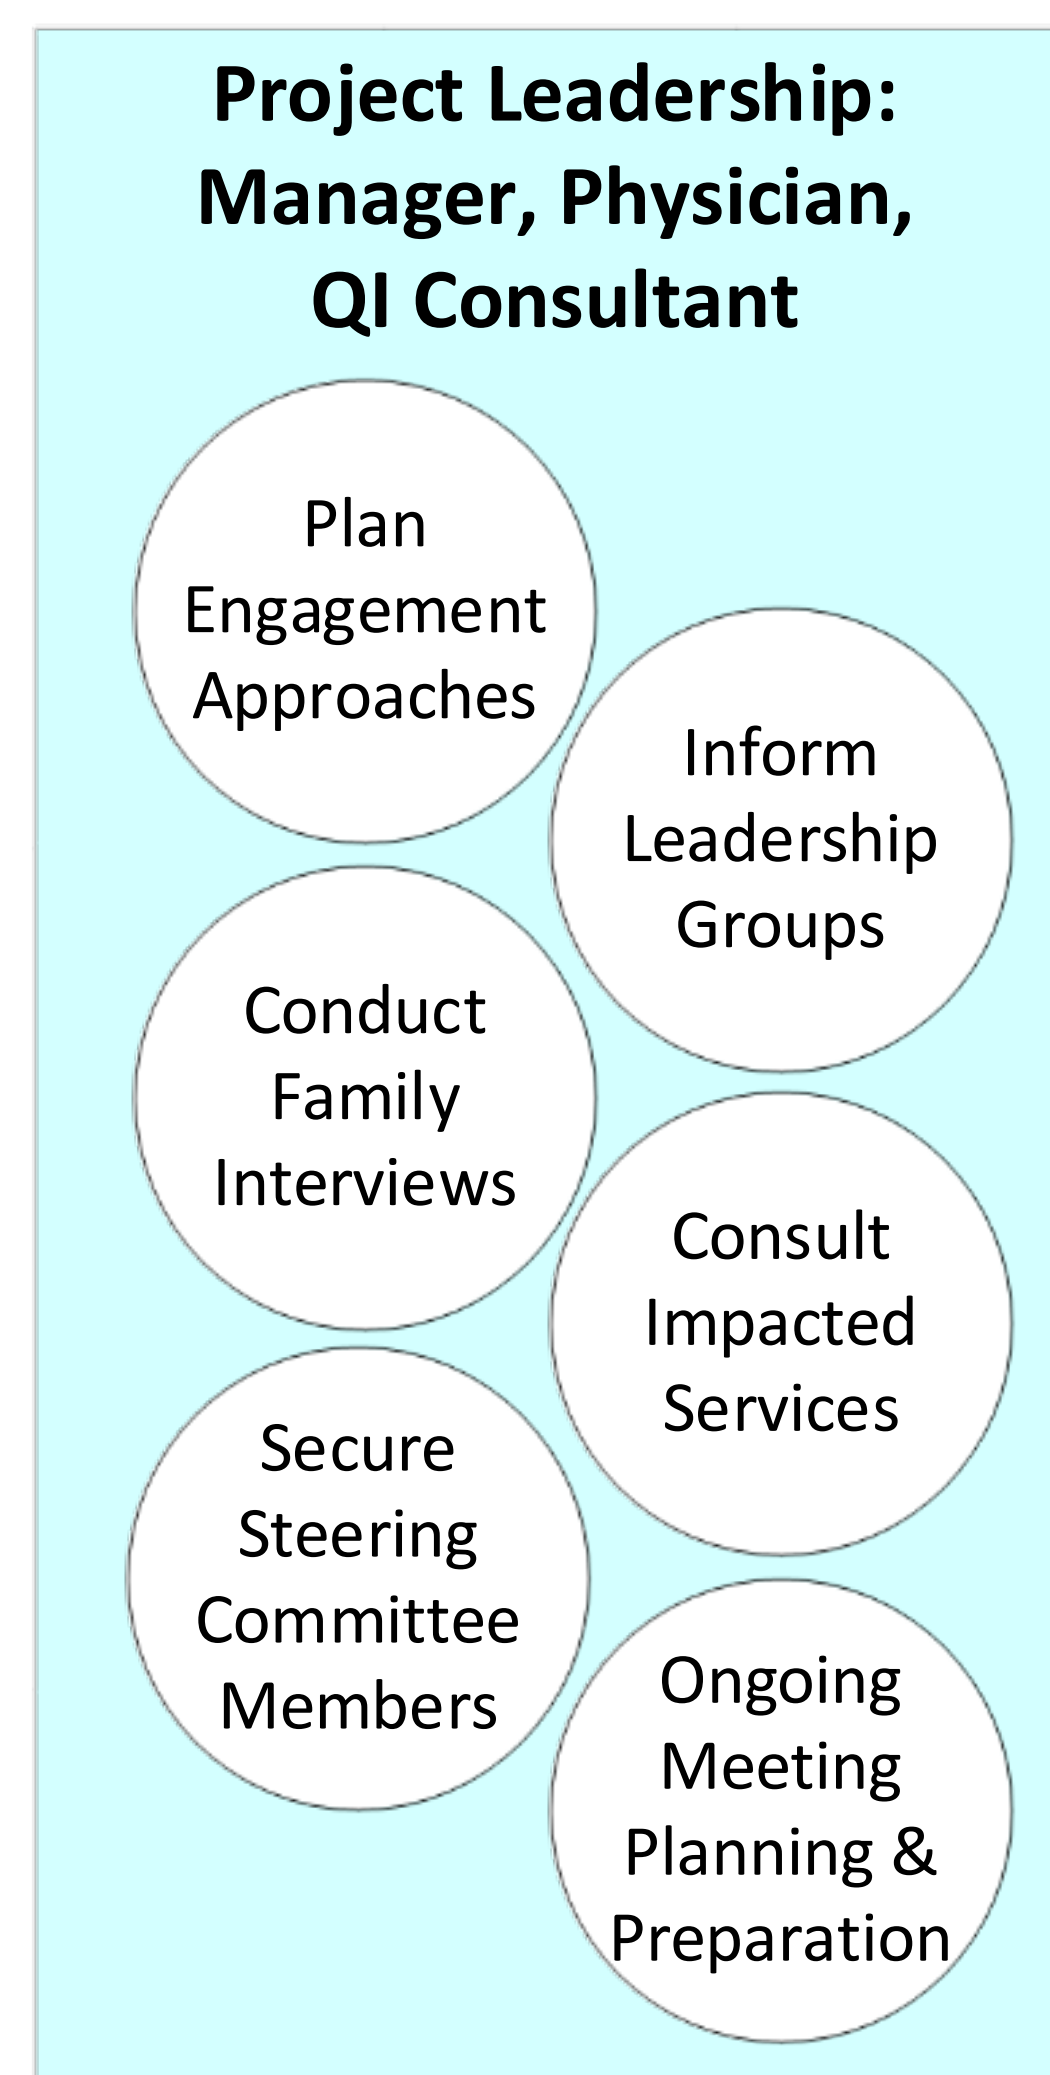 Project Leadership:
Manager, Physician,
QI Consultant
Plan
Engagement
Approaches
Inform
Leadership
Groups
Conduct
Family
Interviews
Consult
Impacted
Services
Secure
Steering
Committee
Members
Ongoing
Meeting
Planning &
Preparation